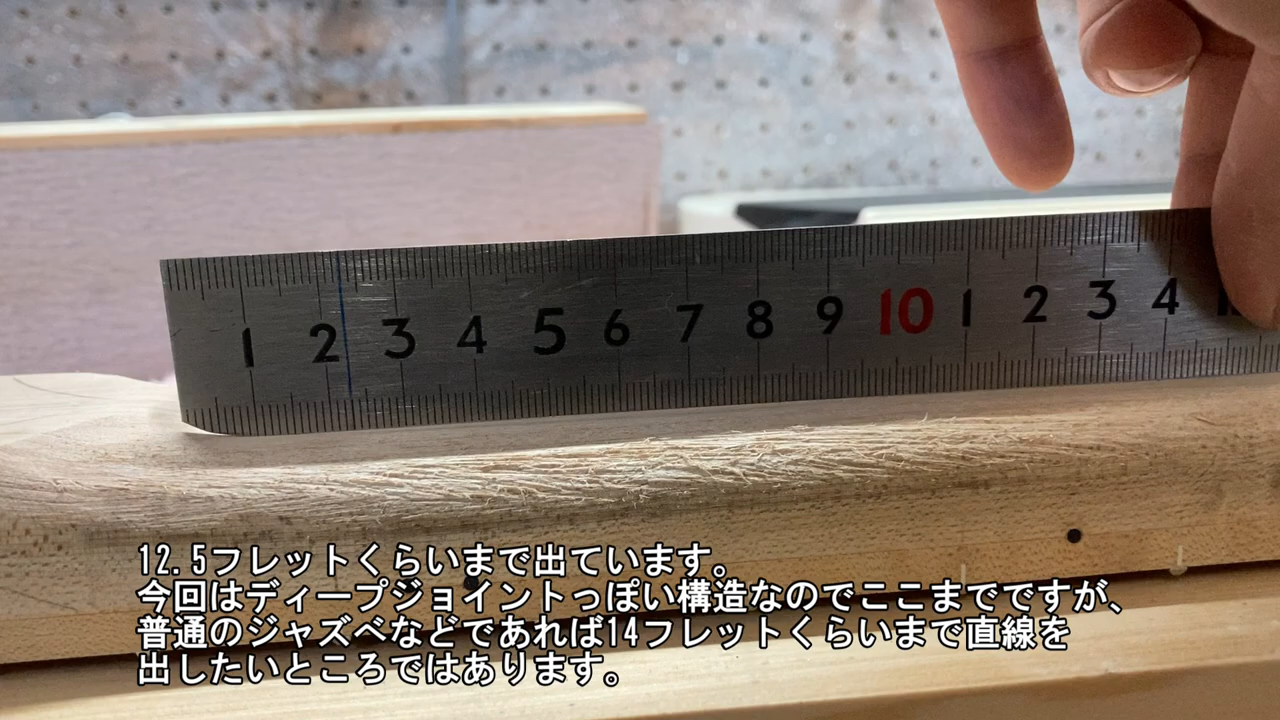 1 2 3 4 5 6 7 8 9 10 1 2 3 4
12.5フレットくらいまで出ています。
今回はディープジョイントっぽい構造なのでここまでですが、
普通のジャズベなどであれば14フレットくらいまで直線を
出したいところではあります。